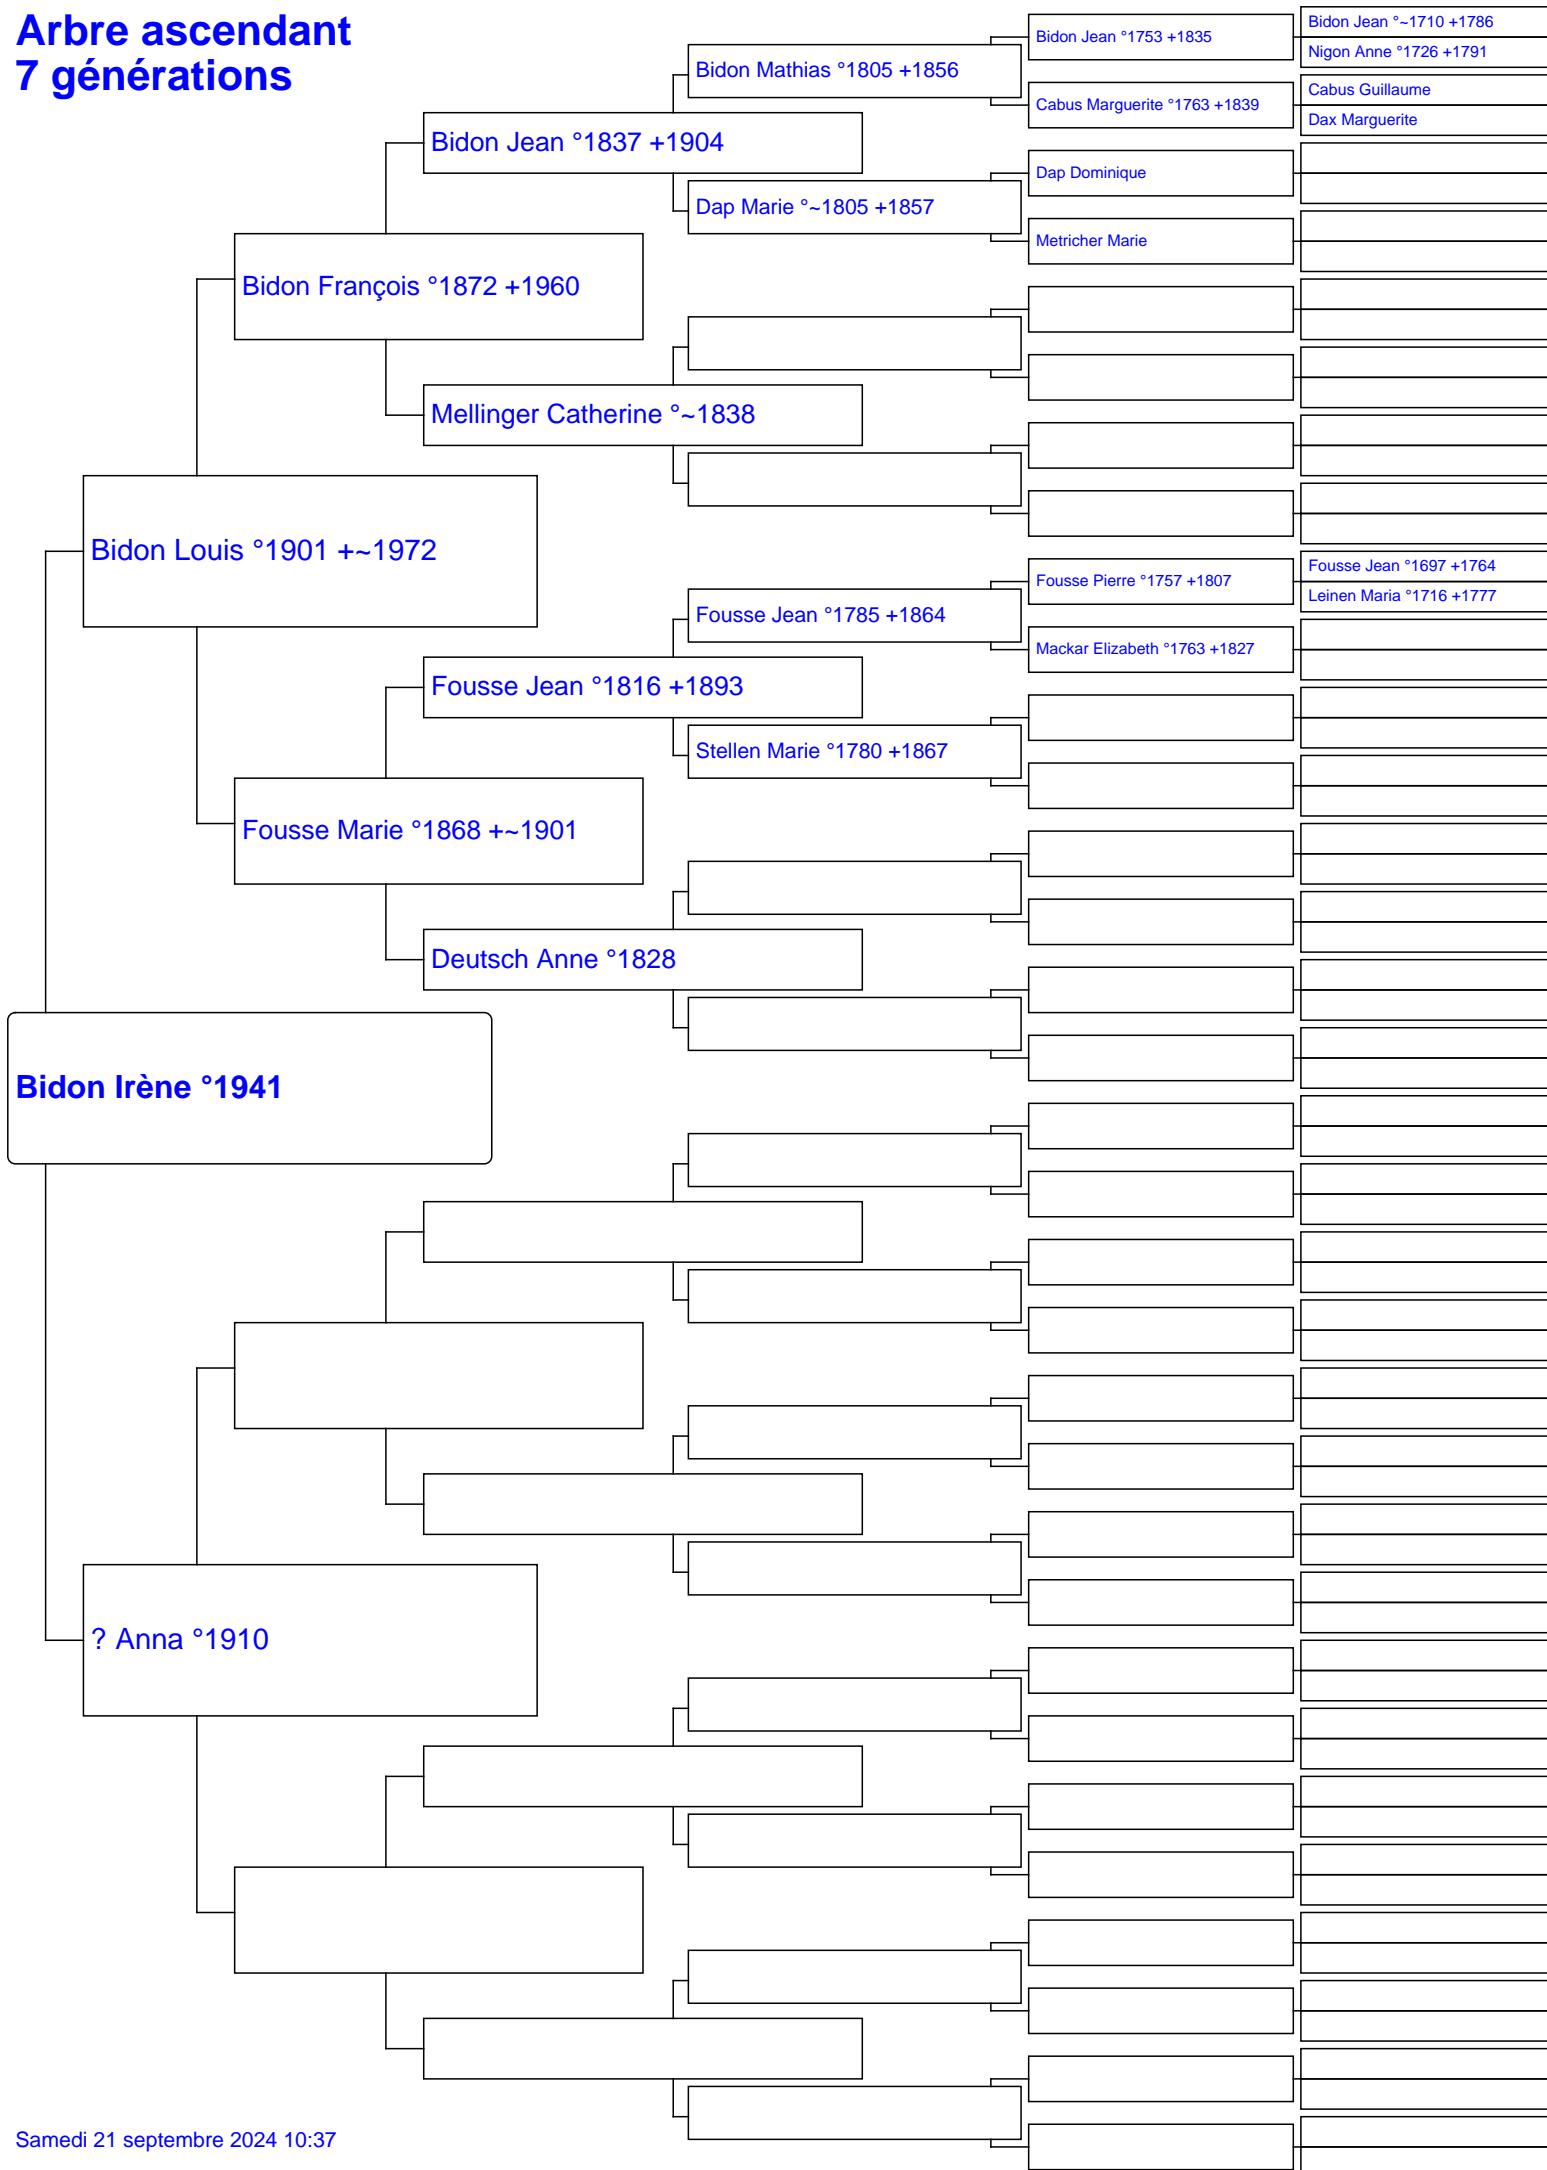 Arbre ascendant
7 générations
Bidon Jean °~1710 +1786
Bidon Jean °1753 +1835
Nigon Anne °1726 +1791
Bidon Mathias °1805 +1856
Cabus Guillaume
Cabus Marguerite °1763 +1839
Dax Marguerite
Bidon Jean °1837 +1904
Dap Dominique
Dap Marie °~1805 +1857
Metricher Marie
Bidon François °1872 +1960
Mellinger Catherine °~1838
Bidon Louis °1901 +~1972
Fousse Jean °1697 +1764
Fousse Pierre °1757 +1807
Leinen Maria °1716 +1777
Fousse Jean °1785 +1864
Mackar Elizabeth °1763 +1827
Fousse Jean °1816 +1893
Stellen Marie °1780 +1867
Fousse Marie °1868 +~1901
Deutsch Anne °1828
Bidon Irène °1941
? Anna °1910
Samedi 21 septembre 2024 10:37